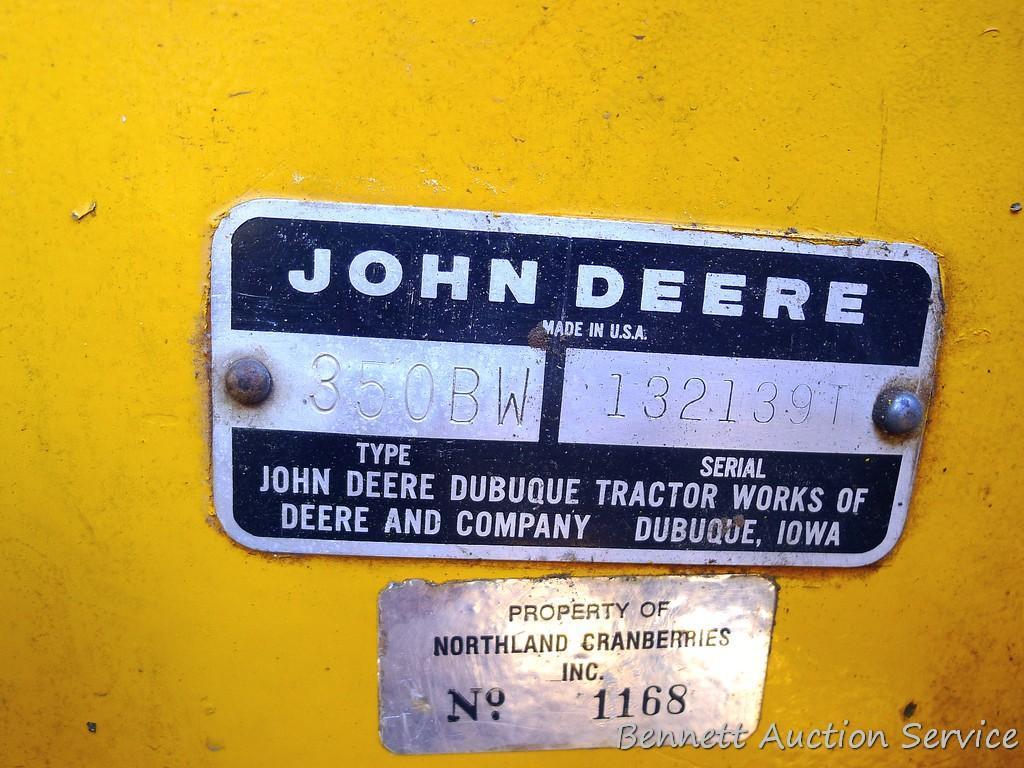 JOHN DEERE
MADE IN U.S.A.
350BW 132139T
TYPE SERIAL
JOHN DEERE DUBUQUE TRACTOR WORKS OF
DEERE AND COMPANY DUBUQUE, IOWA
PROPERTY OF
NORTHLAND CRANBERRIES
INC.
Nº 1168
Bennett Auction Service